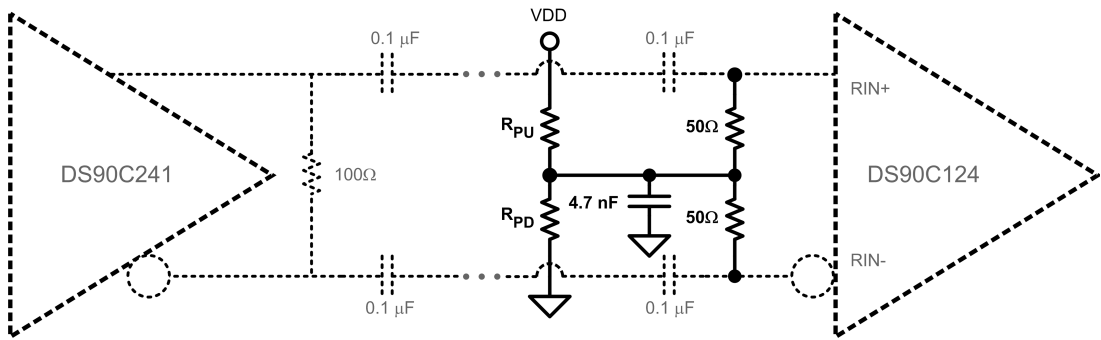 VDD
0.1 μF
0.1 μF
RIN+
RPU
50Ω
DS90C241
100Ω
DS90C124
4.7 nF
RPD
50Ω
RIN-
0.1 μF
0.1 μF